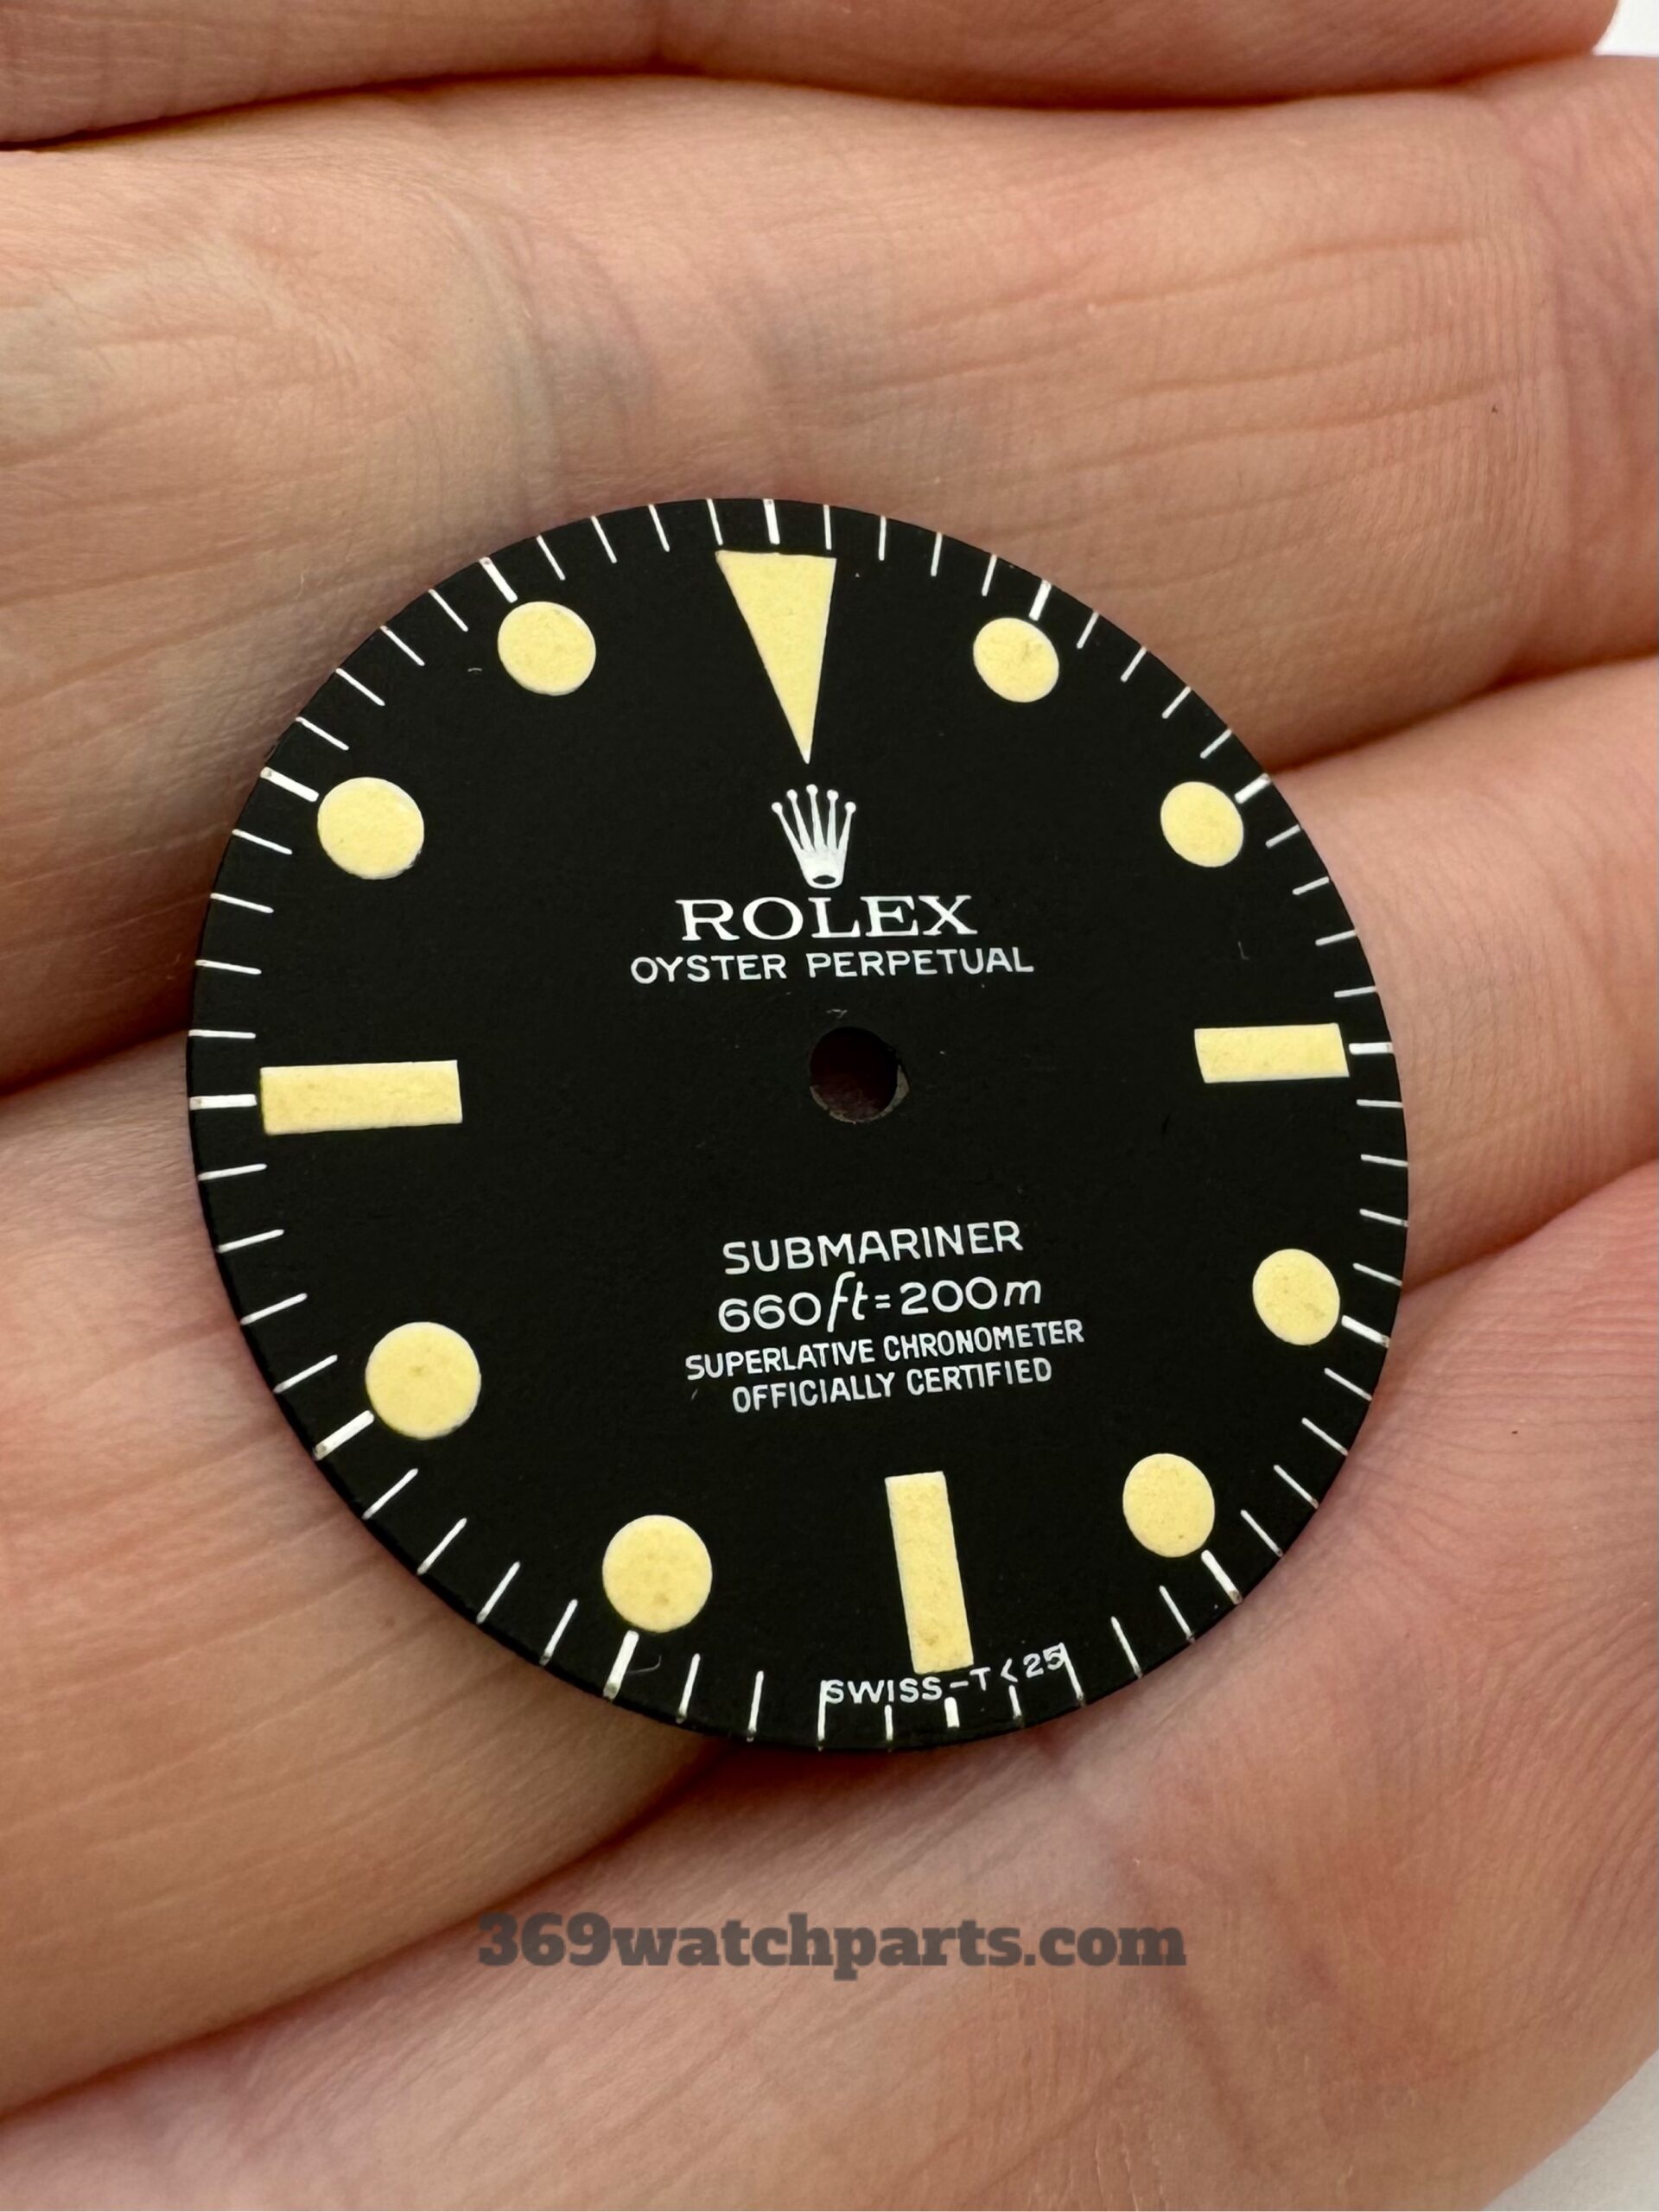 ROLEX
OYSTER PERPETUAL
SUBMARINER
660ft=200m
SUPERLATIVE CHRONOMETER
OFFICIALLY CERTIFIED
SWISS-T<25
369watchparts.com